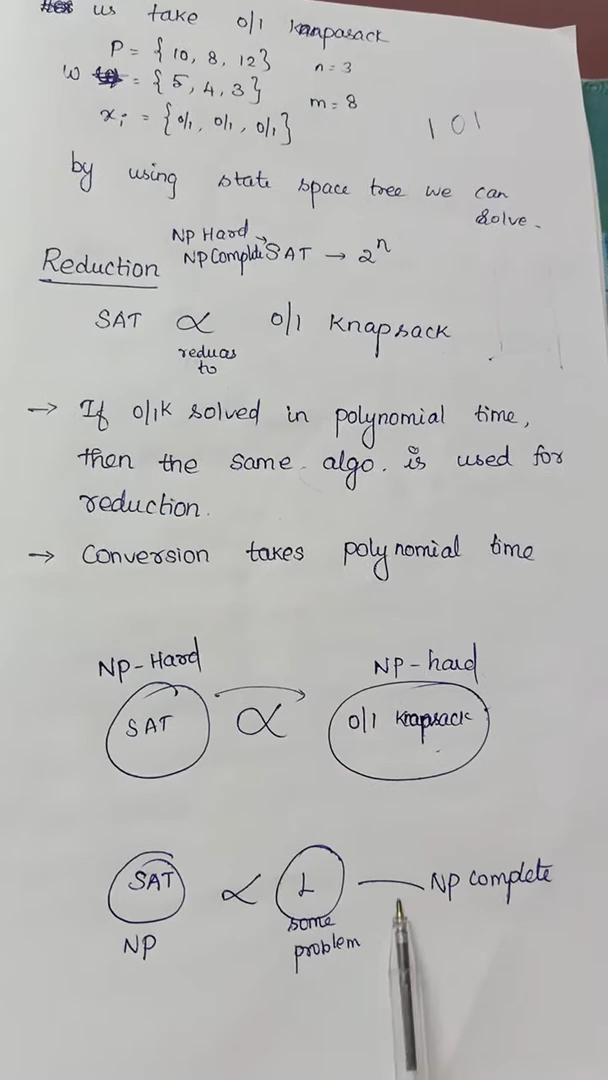 us take 0/1 Knapasack
P = { 10, 8, 12 } n = 3
w = { 5, 4, 3 } m = 8
xi = { 0/1, 0/1, 0/1 } 1 0 1
by using state space tree we can
solve.
NP Hard →
Reduction NP Complete SAT → 2^n
SAT ∝ 0/1 Knapsack
reduces
to
→ If 0/1K solved in polynomial time,
then the same algo. is used for
reduction.
→ Conversion takes polynomial time
NP-Hard NP-hard
SAT ∝ 0/1 Knapsack
SAT ∝ L — NP complete
NP some
problem